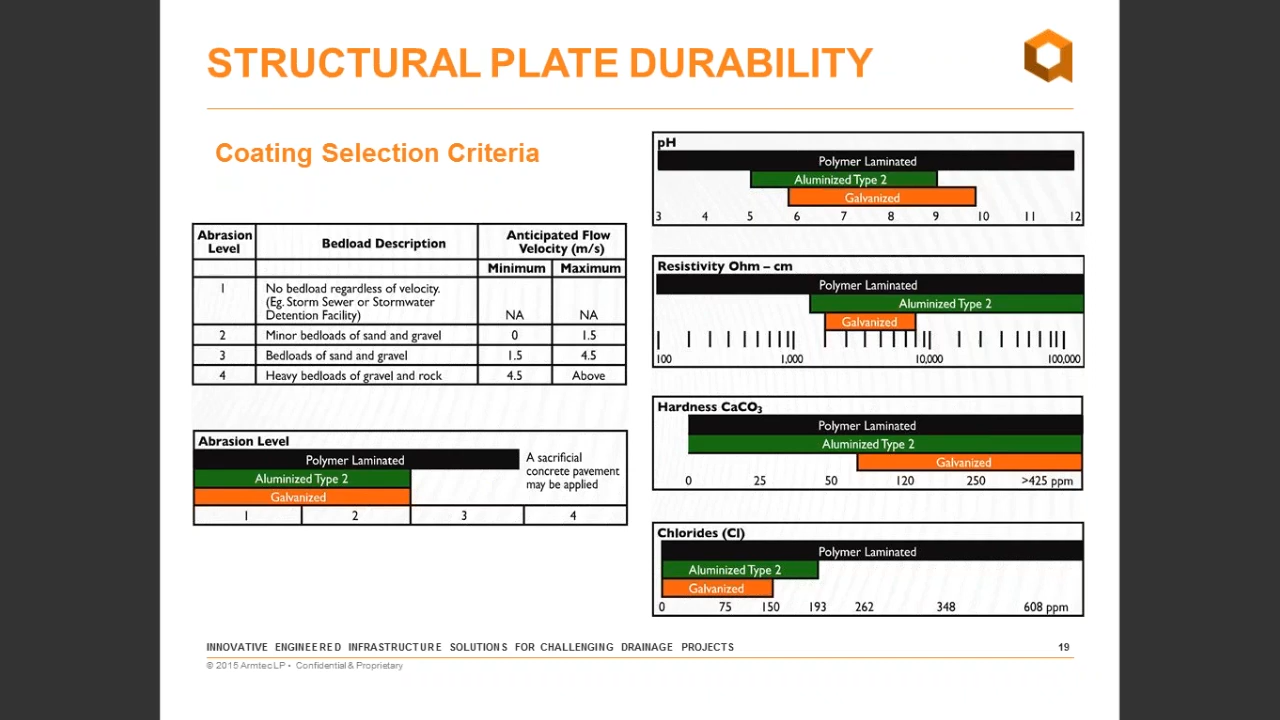 STRUCTURAL PLATE DURABILITY
Coating Selection Criteria
Abrasion Level
Bedload Description
Anticipated Flow Velocity (m/s)
Minimum Maximum
1 No bedload regardless of velocity.
(Eg. Storm Sewer or Stormwater
Detention Facility) NA NA
2 Minor bedloads of sand and gravel 0 1.5
3 Bedloads of sand and gravel 1.5 4.5
4 Heavy bedloads of gravel and rock 4.5 Above
Abrasion Level
Polymer Laminated
Aluminized Type 2
Galvanized
A sacrificial
concrete pavement
may be applied
1 2 3 4
pH
Polymer Laminated
Aluminized Type 2
Galvanized
3 4 5 6 7 8 9 10 11 12
Resistivity Ohm – cm
Polymer Laminated
Aluminized Type 2
Galvanized
100 1,000 10,000 100,000
Hardness CaCO₃
Polymer Laminated
Aluminized Type 2
Galvanized
0 25 50 120 250 >425 ppm
Chlorides (Cl)
Polymer Laminated
Aluminized Type 2
Galvanized
0 75 150 193 262 348 608 ppm
INNOVATIVE ENGINEERED INFRASTRUCTURE SOLUTIONS FOR CHALLENGING DRAINAGE PROJECTS 19
© 2015 Armtec LP • Confidential & Proprietary